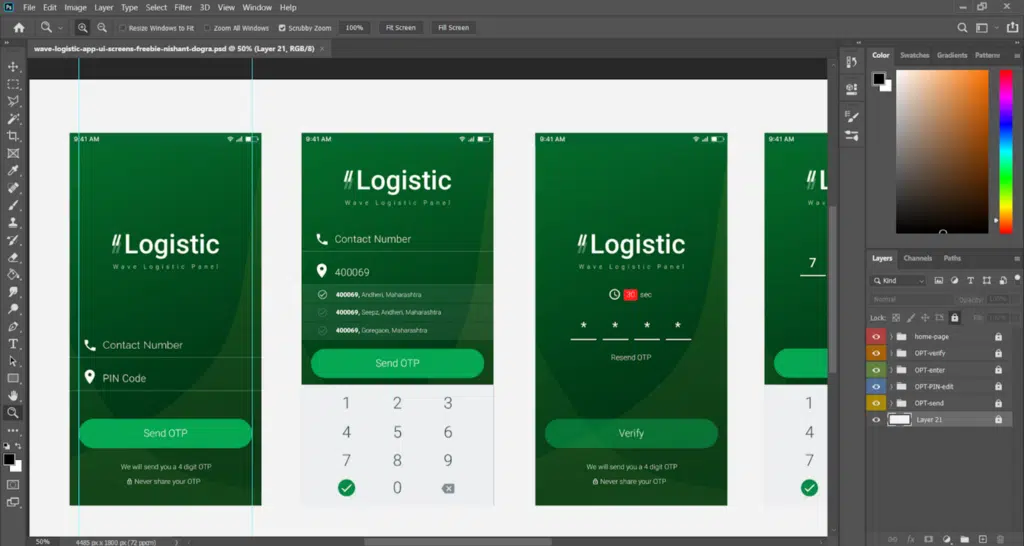 Ps File Edit Image Layer Type Select Filter 3D View Window Help
Resize Windows to Fit Zoom All Windows Scrubby Zoom 100% Fit Screen Fill Screen
wave-logistic-app-ui-screens-freebie-nishant-dogra.psd @ 50% (Layer 21, RGB/8) ×
9:41 AM
Logistic
Wave Logistic Panel
Contact Number
PIN Code
Send OTP
We will send you a 4 digit OTP
Never share your OTP
9:41 AM
Logistic
Wave Logistic Panel
Contact Number
400069
400069, Andheri, Maharashtra
400069, Seepz, Andheri, Maharashtra
400069, Goregaoe, Maharashtra
Send OTP
1 2 3
4 5 6
7 8 9
0
9:41 AM
Logistic
Wave Logistic Panel
30 sec
* * * *
Resend OTP
Verify
We will send you a 4 digit OTP
Never share your OTP
9:41 AM
L
7
1
4
7
Color Swatches Gradients Patterns
Layers Channels Paths
Kind
Normal Opacity:
Lock: Fill:
home-page
OPT-verify
OPT-enter
OPT-PIN-edit
OPT-send
Layer 21
fx
50% 4465 px x 1800 px (72 ppcm)